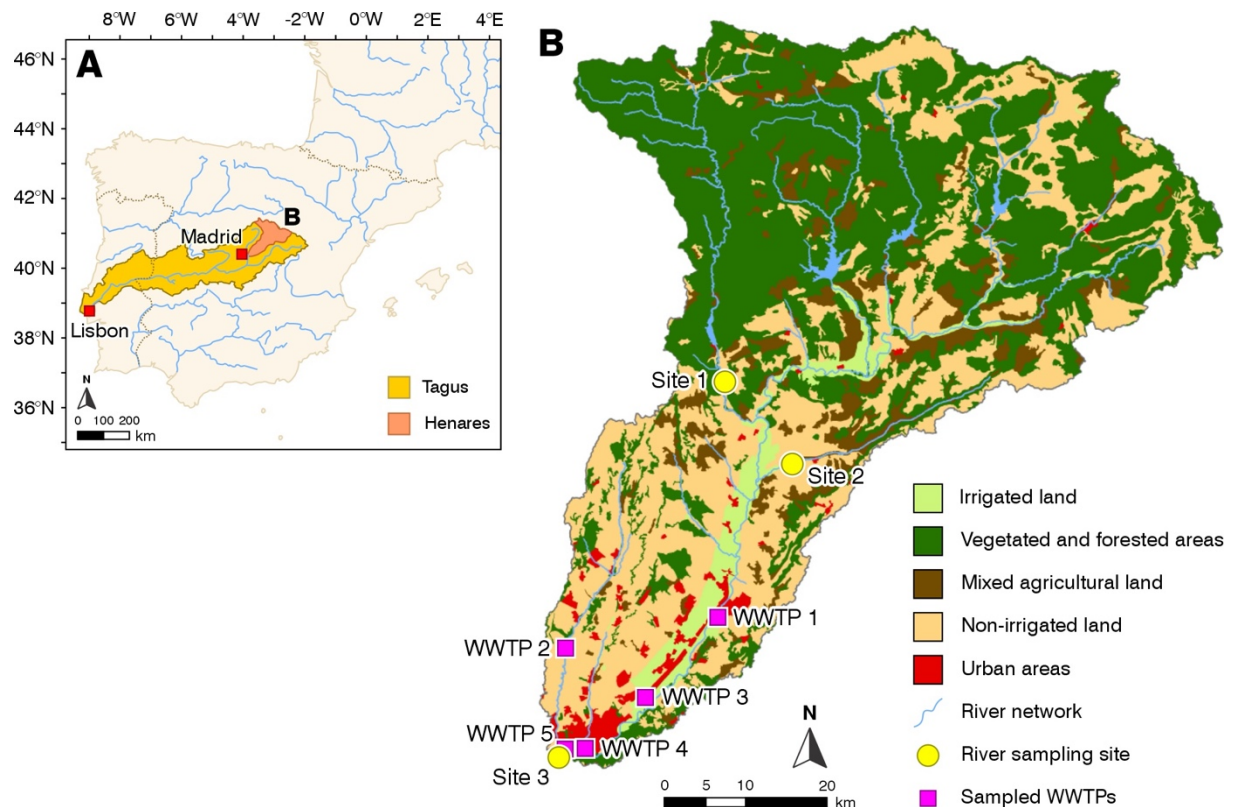 8°W 6°W 4°W -2°W 0°W 2°E 4°E
A
46°N
44°N
42°N
40°N
38°N
36°N
B
Madrid
Lisbon
N
0 100 200
km
Tagus
Henares
B
Site 1
Site 2
WWTP 1
WWTP 2
WWTP 3
WWTP 5
WWTP 4
Site 3
N
0 5 10 20
km
Irrigated land
Vegetated and forested areas
Mixed agricultural land
Non-irrigated land
Urban areas
River network
River sampling site
Sampled WWTPs